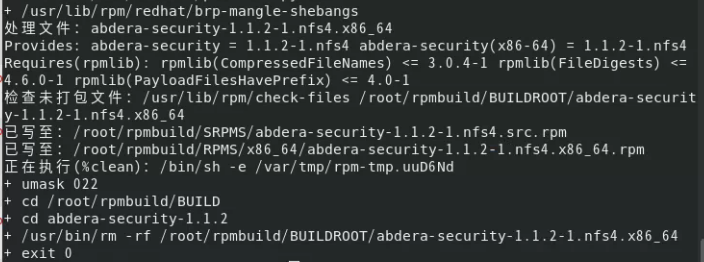 + /usr/lib/rpm/redhat/brp-mangle-shebangs
处理文件：abdera-security-1.1.2-1.nfs4.x86_64
Provides: abdera-security = 1.1.2-1.nfs4 abdera-security(x86-64) = 1.1.2-1.nfs4
Requires(rpmlib): rpmlib(CompressedFileNames) <= 3.0.4-1 rpmlib(FileDigests) <=
4.6.0-1 rpmlib(PayloadFilesHavePrefix) <= 4.0-1
检查未打包文件：/usr/lib/rpm/check-files /root/rpmbuild/BUILDROOT/abdera-securit
y-1.1.2-1.nfs4.x86_64
已写至：/root/rpmbuild/SRPMS/abdera-security-1.1.2-1.nfs4.src.rpm
已写至：/root/rpmbuild/RPMS/x86_64/abdera-security-1.1.2-1.nfs4.x86_64.rpm
正在执行(%clean)：/bin/sh -e /var/tmp/rpm-tmp.uuD6Nd
+ umask 022
+ cd /root/rpmbuild/BUILD
+ cd abdera-security-1.1.2
+ /usr/bin/rm -rf /root/rpmbuild/BUILDROOT/abdera-security-1.1.2-1.nfs4.x86_64
+ exit 0